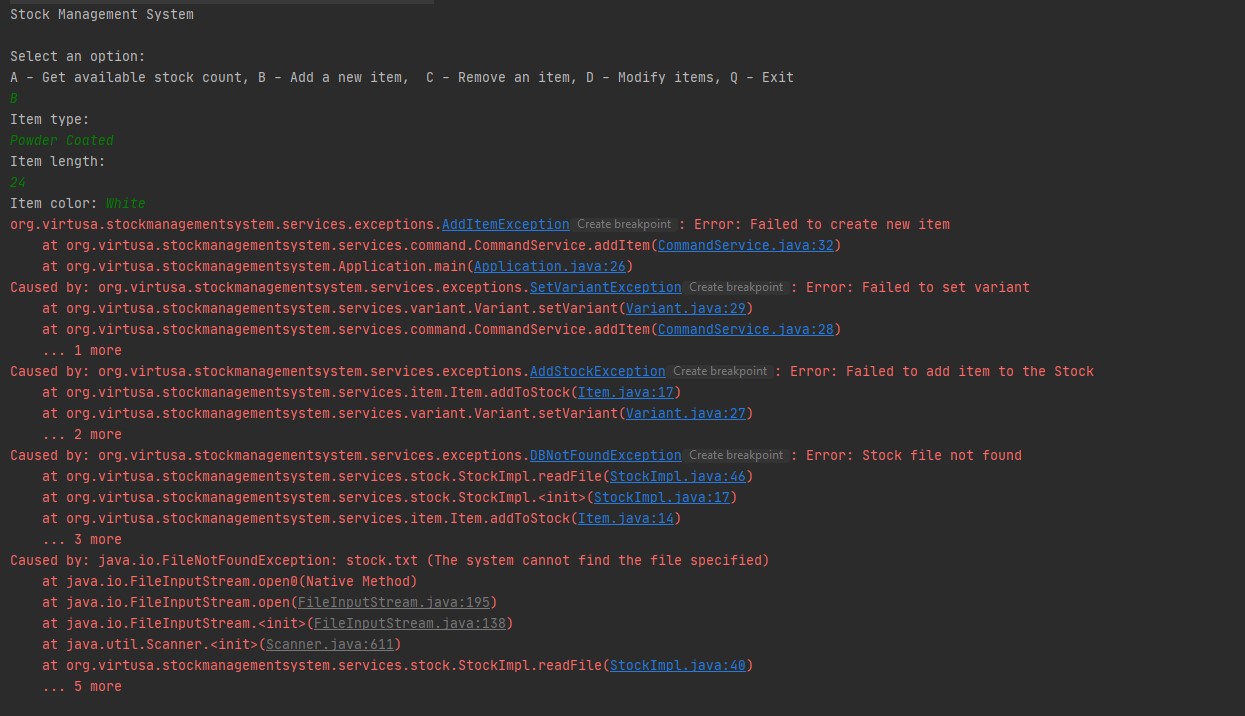 Stock Management System
Select an option:
A - Get available stock count, B - Add a new item,  C - Remove an item, D - Modify items, Q - Exit
B
Item type:
Powder Coated
Item length:
24
Item color: White
org.virtusa.stockmanagementsystem.services.exceptions.AddItemException Create breakpoint : Error: Failed to create new item
    at org.virtusa.stockmanagementsystem.services.command.CommandService.addItem(CommandService.java:32)
    at org.virtusa.stockmanagementsystem.Application.main(Application.java:26)
Caused by: org.virtusa.stockmanagementsystem.services.exceptions.SetVariantException Create breakpoint : Error: Failed to set variant
    at org.virtusa.stockmanagementsystem.services.variant.Variant.setVariant(Variant.java:29)
    at org.virtusa.stockmanagementsystem.services.command.CommandService.addItem(CommandService.java:28)
    ... 1 more
Caused by: org.virtusa.stockmanagementsystem.services.exceptions.AddStockException Create breakpoint : Error: Failed to add item to the Stock
    at org.virtusa.stockmanagementsystem.services.item.Item.addToStock(Item.java:17)
    at org.virtusa.stockmanagementsystem.services.variant.Variant.setVariant(Variant.java:27)
    ... 2 more
Caused by: org.virtusa.stockmanagementsystem.services.exceptions.DBNotFoundException Create breakpoint : Error: Stock file not found
    at org.virtusa.stockmanagementsystem.services.stock.StockImpl.readFile(StockImpl.java:46)
    at org.virtusa.stockmanagementsystem.services.stock.StockImpl.<init>(StockImpl.java:17)
    at org.virtusa.stockmanagementsystem.services.item.Item.addToStock(Item.java:14)
    ... 3 more
Caused by: java.io.FileNotFoundException: stock.txt (The system cannot find the file specified)
    at java.io.FileInputStream.open0(Native Method)
    at java.io.FileInputStream.open(FileInputStream.java:195)
    at java.io.FileInputStream.<init>(FileInputStream.java:138)
    at java.util.Scanner.<init>(Scanner.java:611)
    at org.virtusa.stockmanagementsystem.services.stock.StockImpl.readFile(StockImpl.java:40)
    ... 5 more